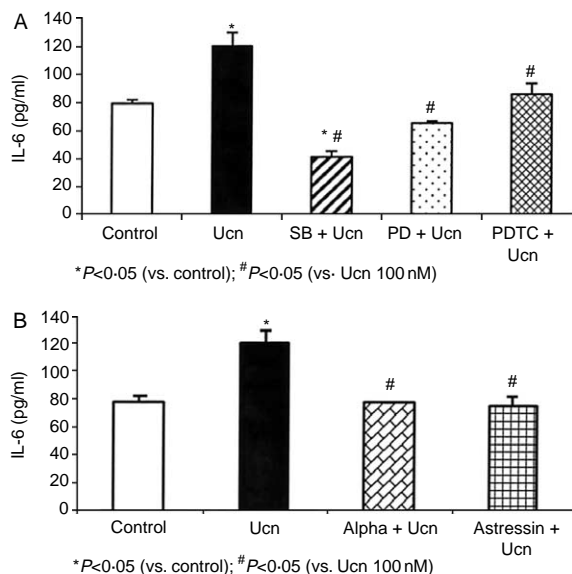 A
140
*
120
100
#
#
80
* #
60
40
20
0
IL-6 (pg/ml)
Control Ucn SB + Ucn PD + Ucn PDTC +
Ucn
*P<0·05 (vs. control); #P<0·05 (vs· Ucn 100 nM)
B
140
*
120
100
#
#
80
60
40
20
0
IL-6 (pg/ml)
Control Ucn Alpha + Ucn Astressin +
Ucn
*P<0·05 (vs. control); #P<0·05 (vs. Ucn 100 nM)